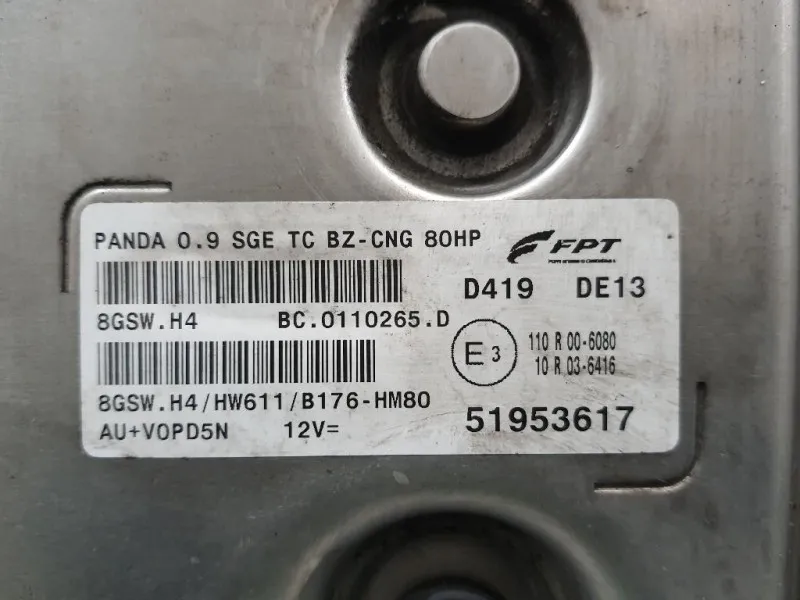 PANDA 0.9 SGE TC BZ-CNG 80HP
FPT
D419 DE13
8GSW.H4 BC.0110265.D
E3
110 R 00-6080
10 R 03-6416
8GSW.H4/HW611/B176-HM80
AU+V0PD5N 12V=
51953617